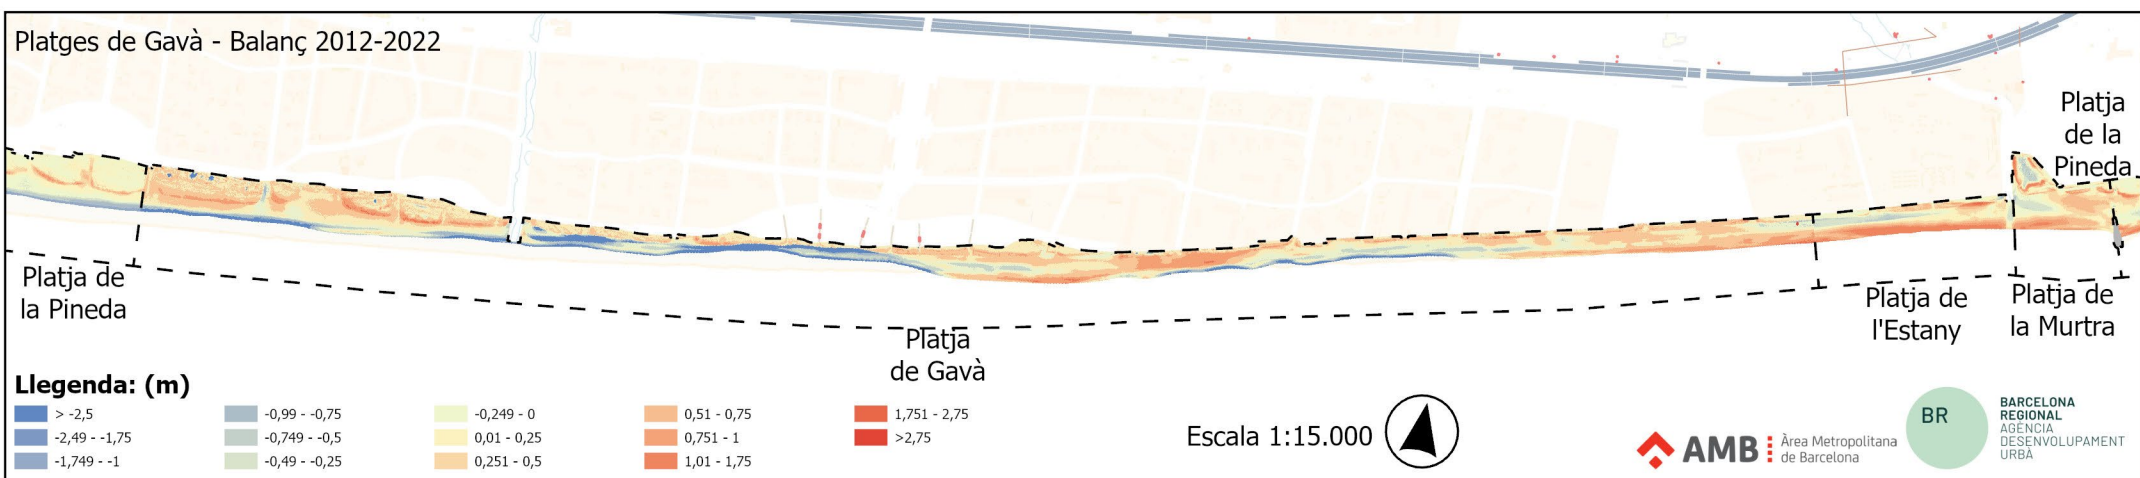 Platges de Gavà - Balanç 2012-2022
Platja
de la
Pineda
Platja de
la Pineda
Platja
de Gavà
Platja de
l'Estany
Platja de
la Murtra
Llegenda: (m)
> -2,5
-2,49 - -1,75
-1,749 - -1
-0,99 - -0,75
-0,749 - -0,5
-0,49 - -0,25
-0,249 - 0
0,01 - 0,25
0,251 - 0,5
0,51 - 0,75
0,751 - 1
1,01 - 1,75
1,751 - 2,75
>2,75
Escala 1:15.000
AMB
Àrea Metropolitana
de Barcelona
BR
BARCELONA
REGIONAL
AGÈNCIA
DESENVOLUPAMENT
URBÀ